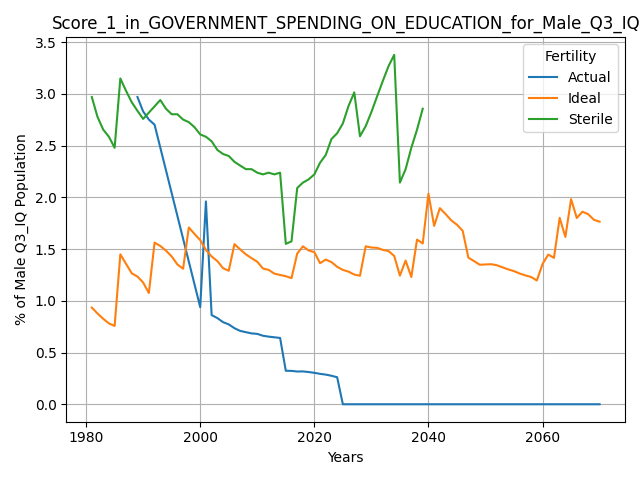 Score_1_in_GOVERNMENT_SPENDING_ON_EDUCATION_for_Male_Q3_IQ
Fertility
Actual
Ideal
Sterile
% of Male Q3_IQ Population
3.5
3.0
2.5
2.0
1.5
1.0
0.5
0.0
1980
2000
2020
2040
2060
Years